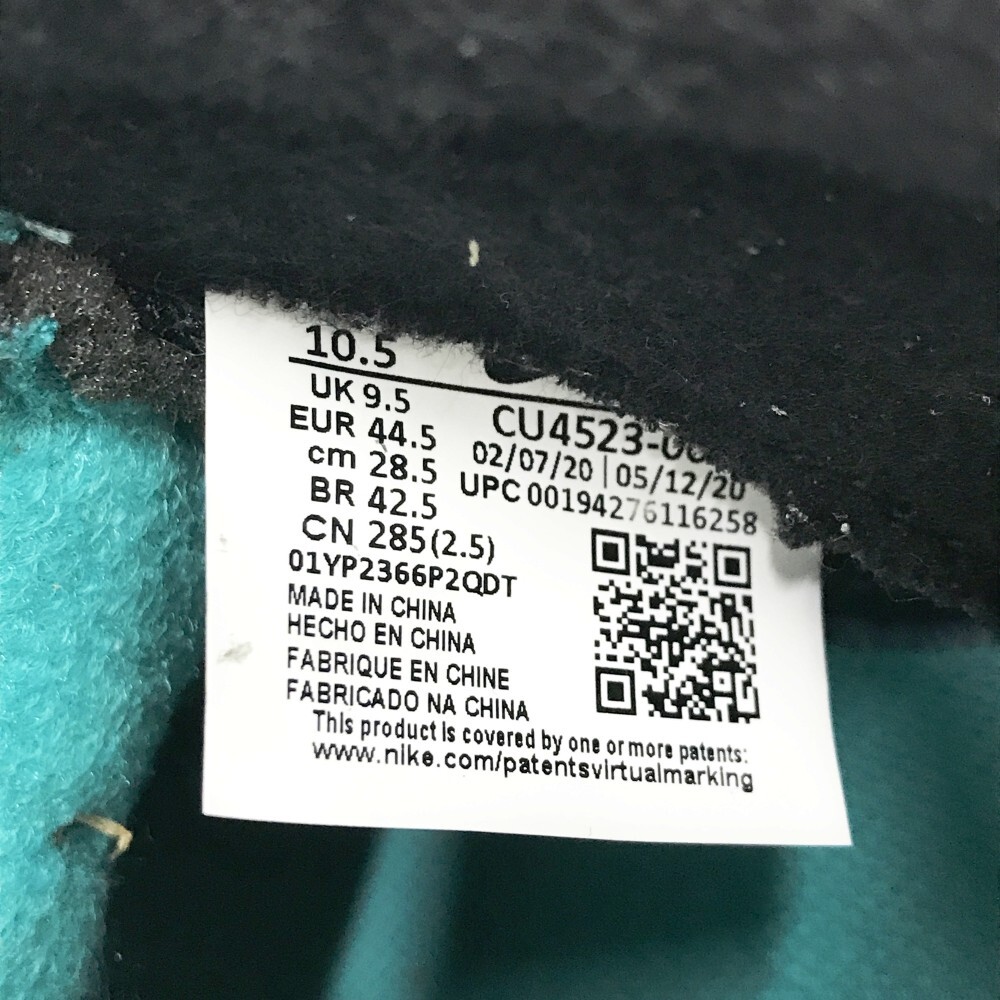 10.5
UK 9.5
EUR 44.5
cm 28.5
BR 42.5
CN 285(2.5)
01YP2366P2QDT
MADE IN CHINA
HECHO EN CHINA
FABRIQUE EN CHINE
FABRICADO NA CHINA
02/07/20 | 05/12/20
UPC 00194276116258
This product is covered by one or more patents:
www.nike.com/patentsvirtualmarking